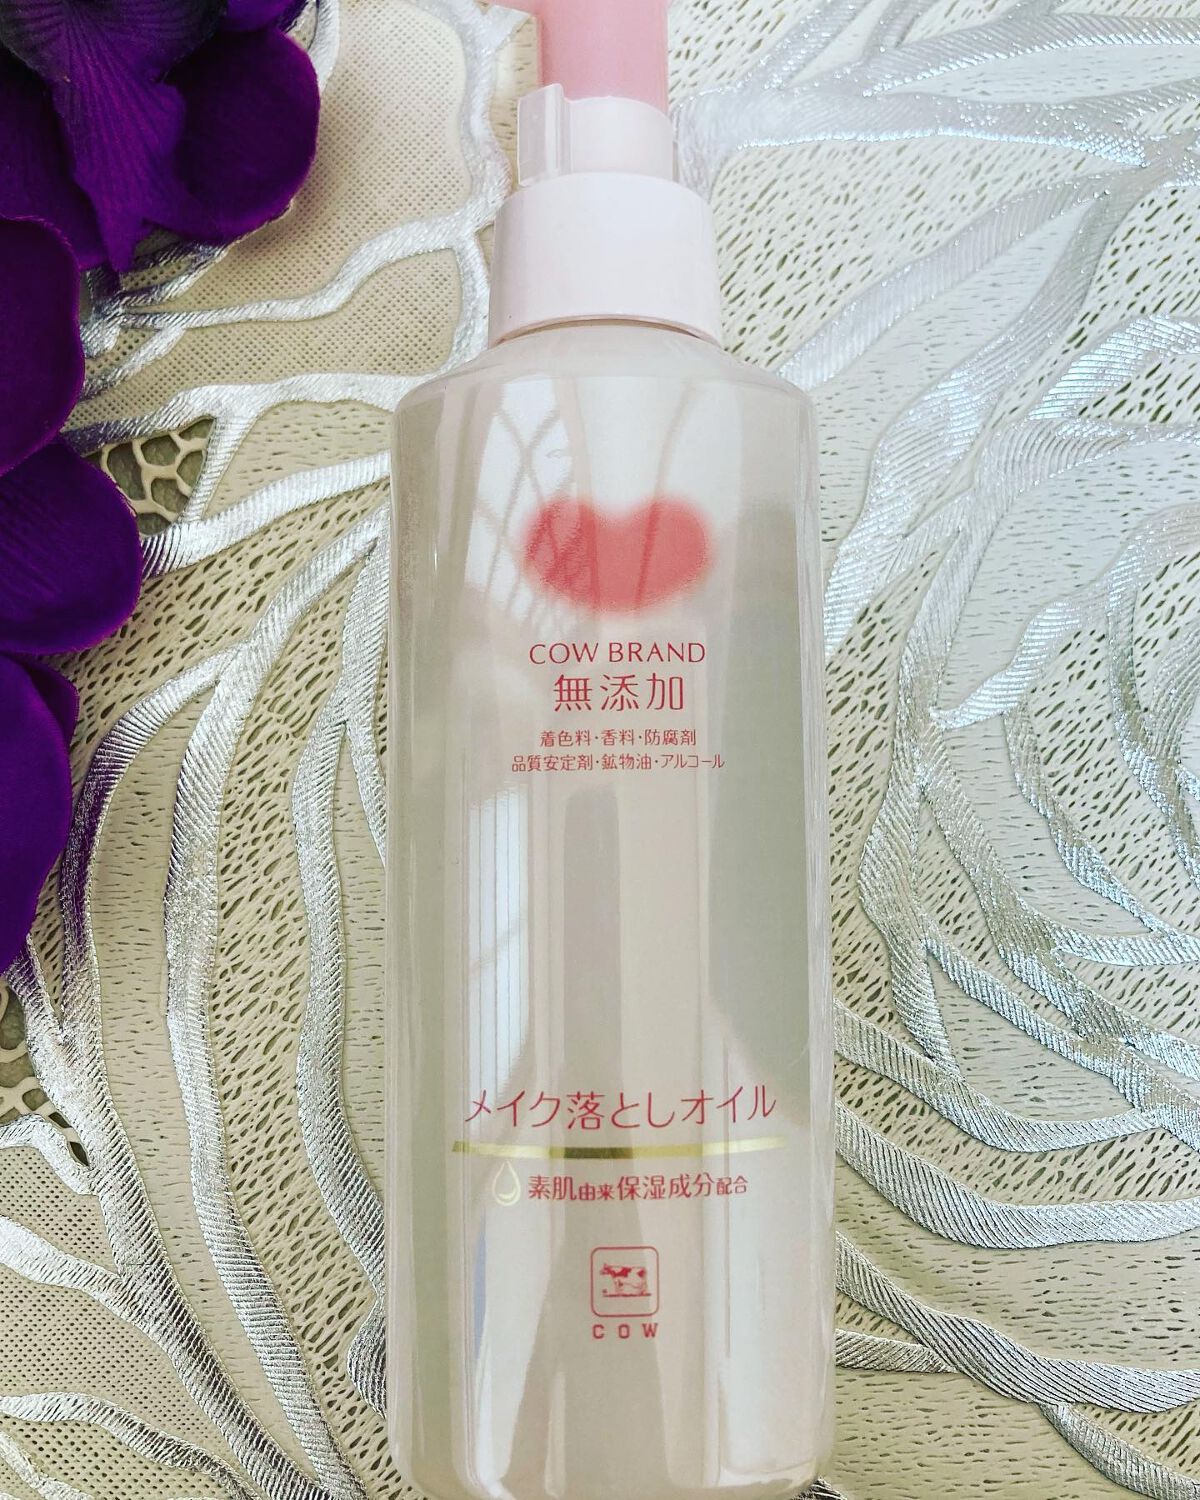 COW BRAND
無添加
着色料・香料・防腐剤
品質安定剤・鉱物油・アルコール
メイク落としオイル
素肌由来保湿成分配合
COW